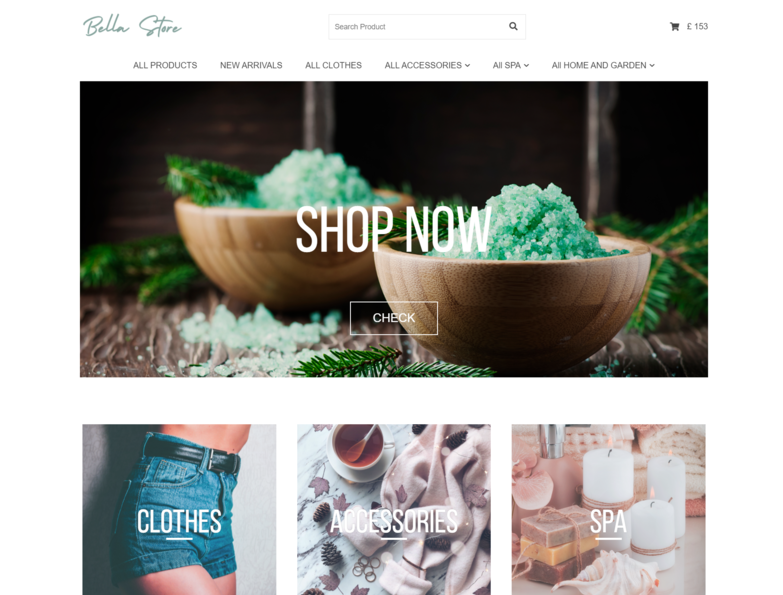 Bella Store
Search Product
£ 153
ALL PRODUCTS NEW ARRIVALS ALL CLOTHES ALL ACCESSORIES All SPA All HOME AND GARDEN
SHOP NOW
CHECK
CLOTHES
ACCESSORIES
SPA